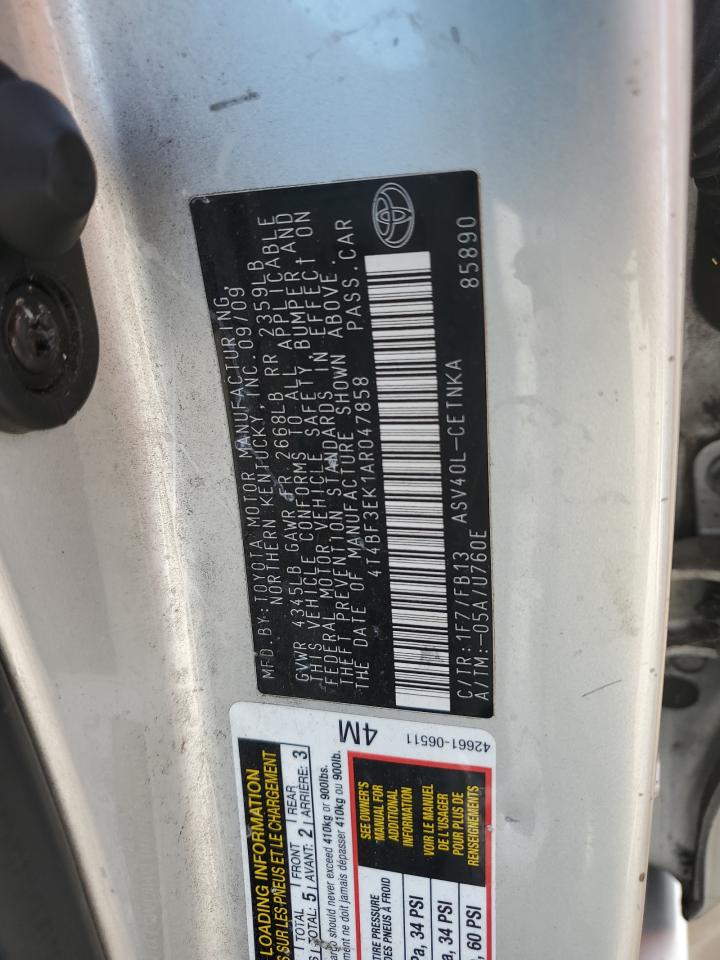 MFD.BY:TOYOTA MOTOR MANUFACTURING,
NORTHERN KENTUCKY, INC.09/09
GVWR 4345LB GAWR FR 2668LB RR 2359LB
THIS VEHICLE CONFORMS TO ALL APPLICABLE
FEDERAL MOTOR VEHICLE SAFETY, BUMPER AND
THEFT PREVENTION STANDARDS IN EFFECT ON
THE DATE OF MANUFACTURE SHOWN ABOVE.
4T4BF3EK1AR047858 PASS.CAR
C/TR:1F7/FB13 ASV40L-CETNKA 85890
A/TM:-05A/U760E
LOADING INFORMATION
SUR LES PNEUS ET LE CHARGEMENT
TOTAL FRONT REAR
TOTAL: 5 AVANT: 2 ARRIÈRE: 3
should never exceed 410kg or 900lbs.
ne doit jamais dépasser 410kg ou 900lb.
4M
TIRE PRESSURE
DES PNEUS À FROID
34 PSI
34 PSI
60 PSI
SEE OWNER'S
MANUAL FOR
ADDITIONAL
INFORMATION
VOIR LE MANUEL
DE L'USAGER
POUR PLUS DE
RENSEIGNEMENTS
42661-06511